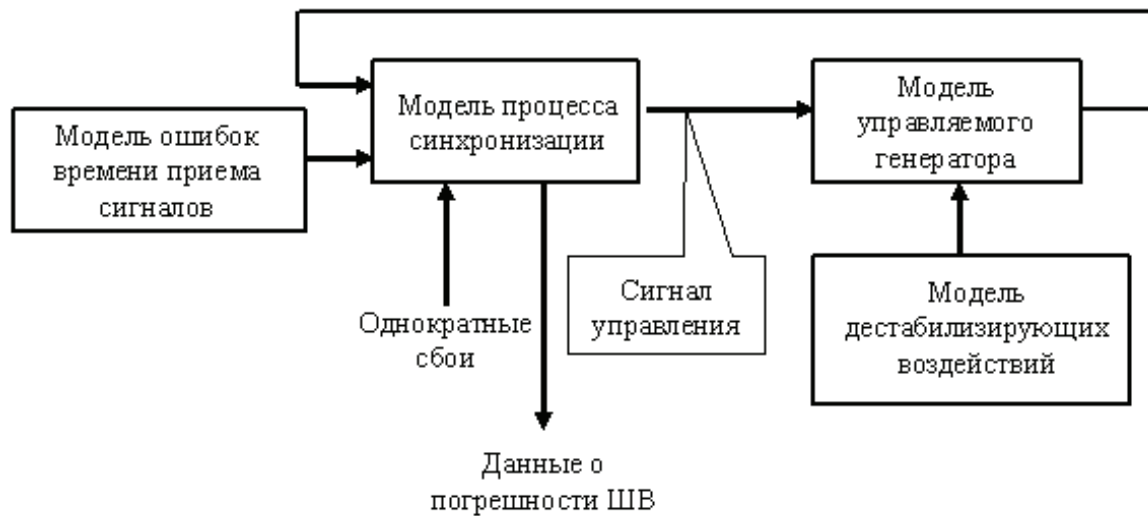 Модель ошибок
времени приема
сигналов
Модель процесса
синхронизации
Модель
управляемого
генератора
Однократные
сбои
Сигнал
управления
Модель
дестабилизирующих
воздействий
Данные о
погрешности ШВ